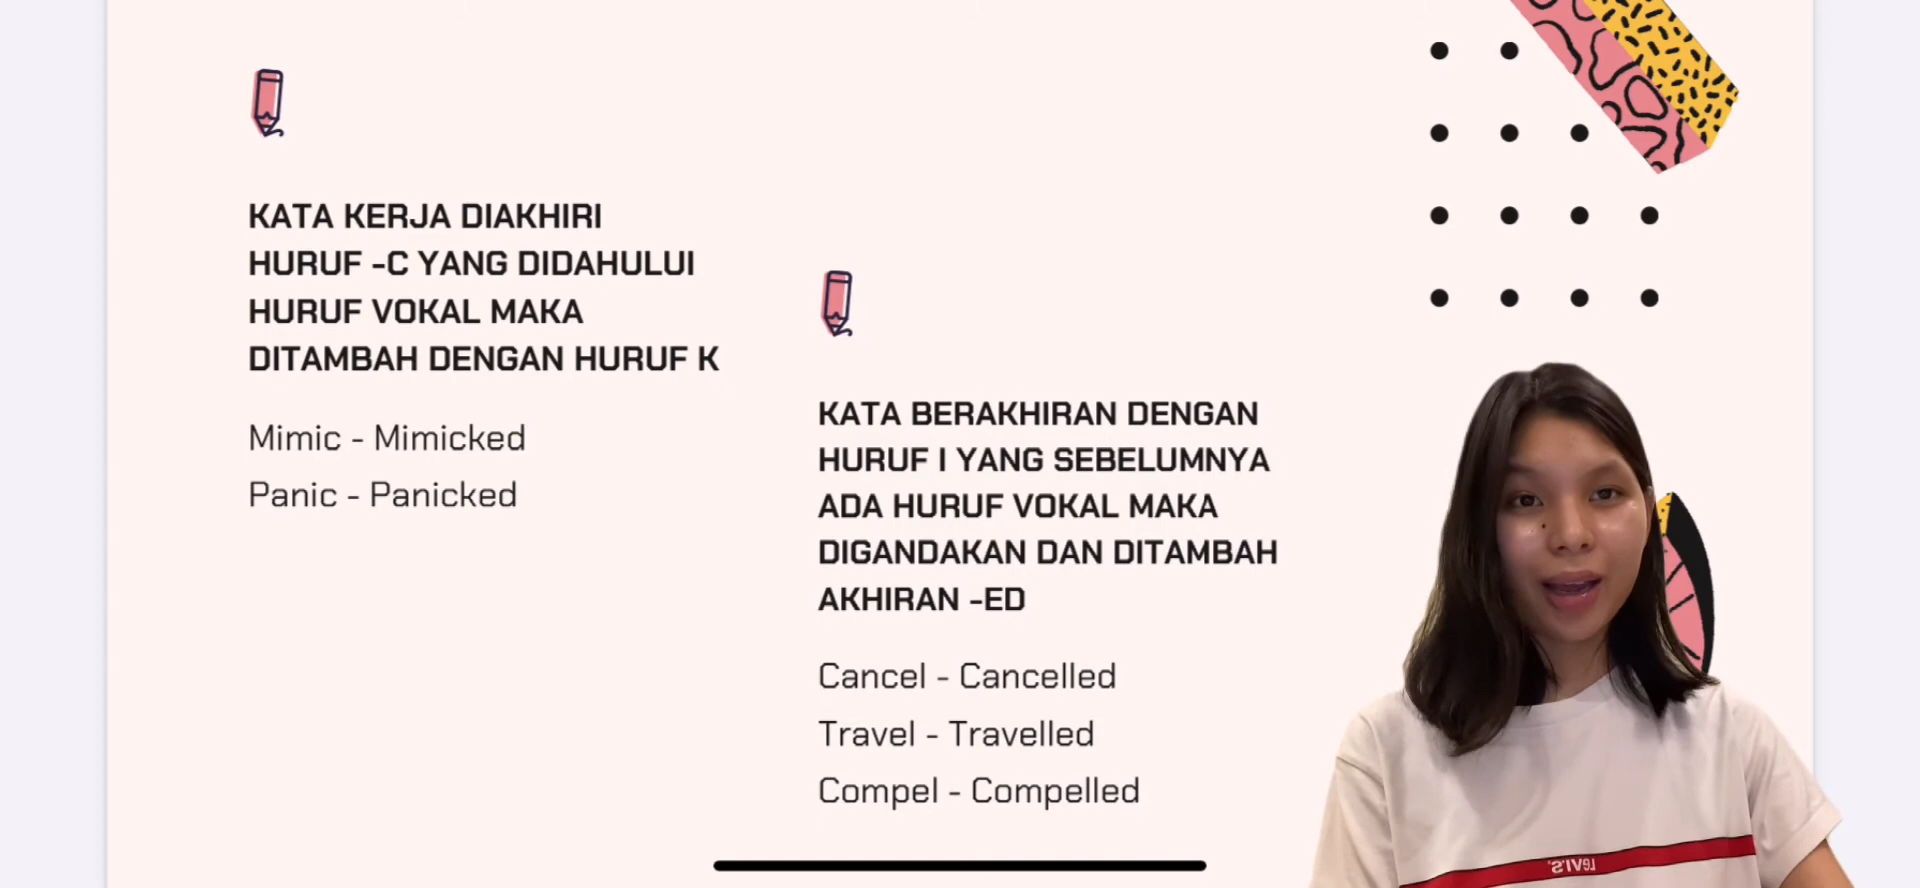 KATA KERJA DIAKHIRI
HURUF -C YANG DIDAHULUI
HURUF VOKAL MAKA
DITAMBAH DENGAN HURUF K
Mimic - Mimicked
Panic - Panicked
KATA BERAKHIRAN DENGAN
HURUF I YANG SEBELUMNYA
ADA HURUF VOKAL MAKA
DIGANDAKAN DAN DITAMBAH
AKHIRAN -ED
Cancel - Cancelled
Travel - Travelled
Compel - Compelled
LEVI'S